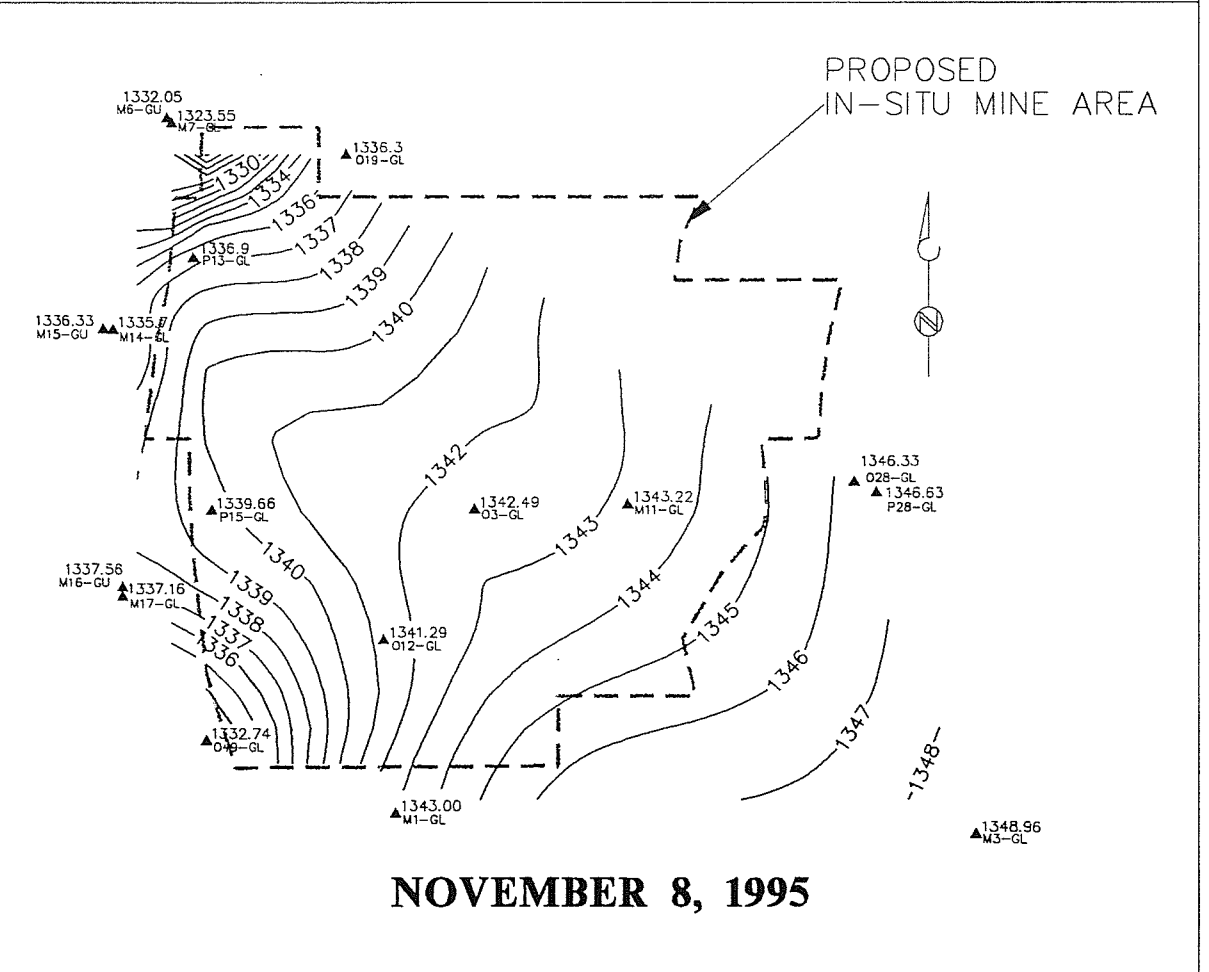 PROPOSED
IN-SITU MINE AREA
1332.05
M6-GU
1323.55
M7-GL
1336.3
O19-GL
1330
1334
1336
1337
1338
1339
1340
1336.9
P13-GL
1336.33
M15-GU
1335.7
M14-GL
N
1342
1346.33
O28-GL
1346.63
P28-GL
1339.66
P15-GL
1342.49
O3-GL
1343.22
M11-GL
1343
1340
1339
1338
1337
1336
1337.56
M16-GU
1337.16
M17-GL
1344
1345
1346
1347
1348
1341.29
O12-GL
1332.74
O49-GL
1343.00
M1-GL
1348.96
M3-GL
NOVEMBER 8, 1995